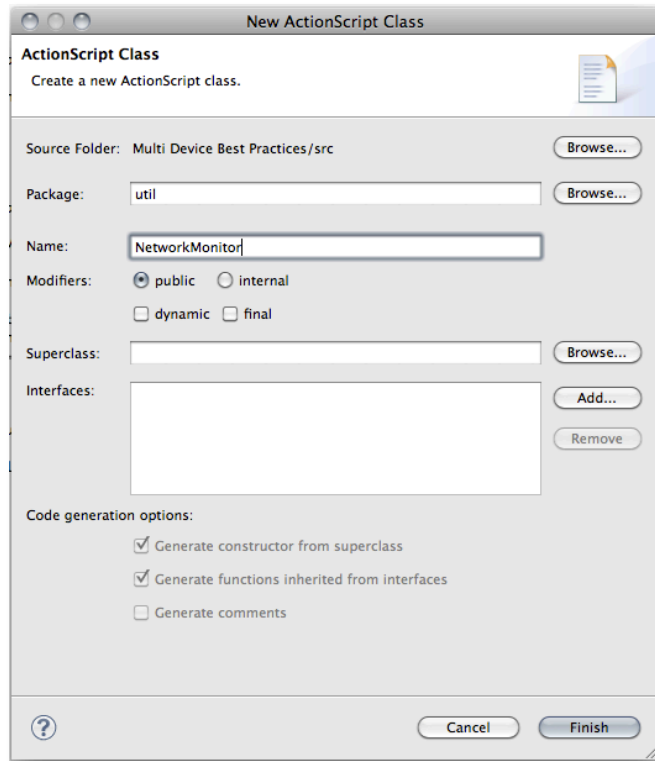 New ActionScript Class
ActionScript Class
Create a new ActionScript class.
Source Folder: Multi Device Best Practices/src Browse...
Package: util Browse...
Name: NetworkMonitor
Modifiers: public internal
dynamic final
Superclass: Browse...
Interfaces: Add...
Remove
Code generation options:
Generate constructor from superclass
Generate functions inherited from interfaces
Generate comments
? Cancel Finish